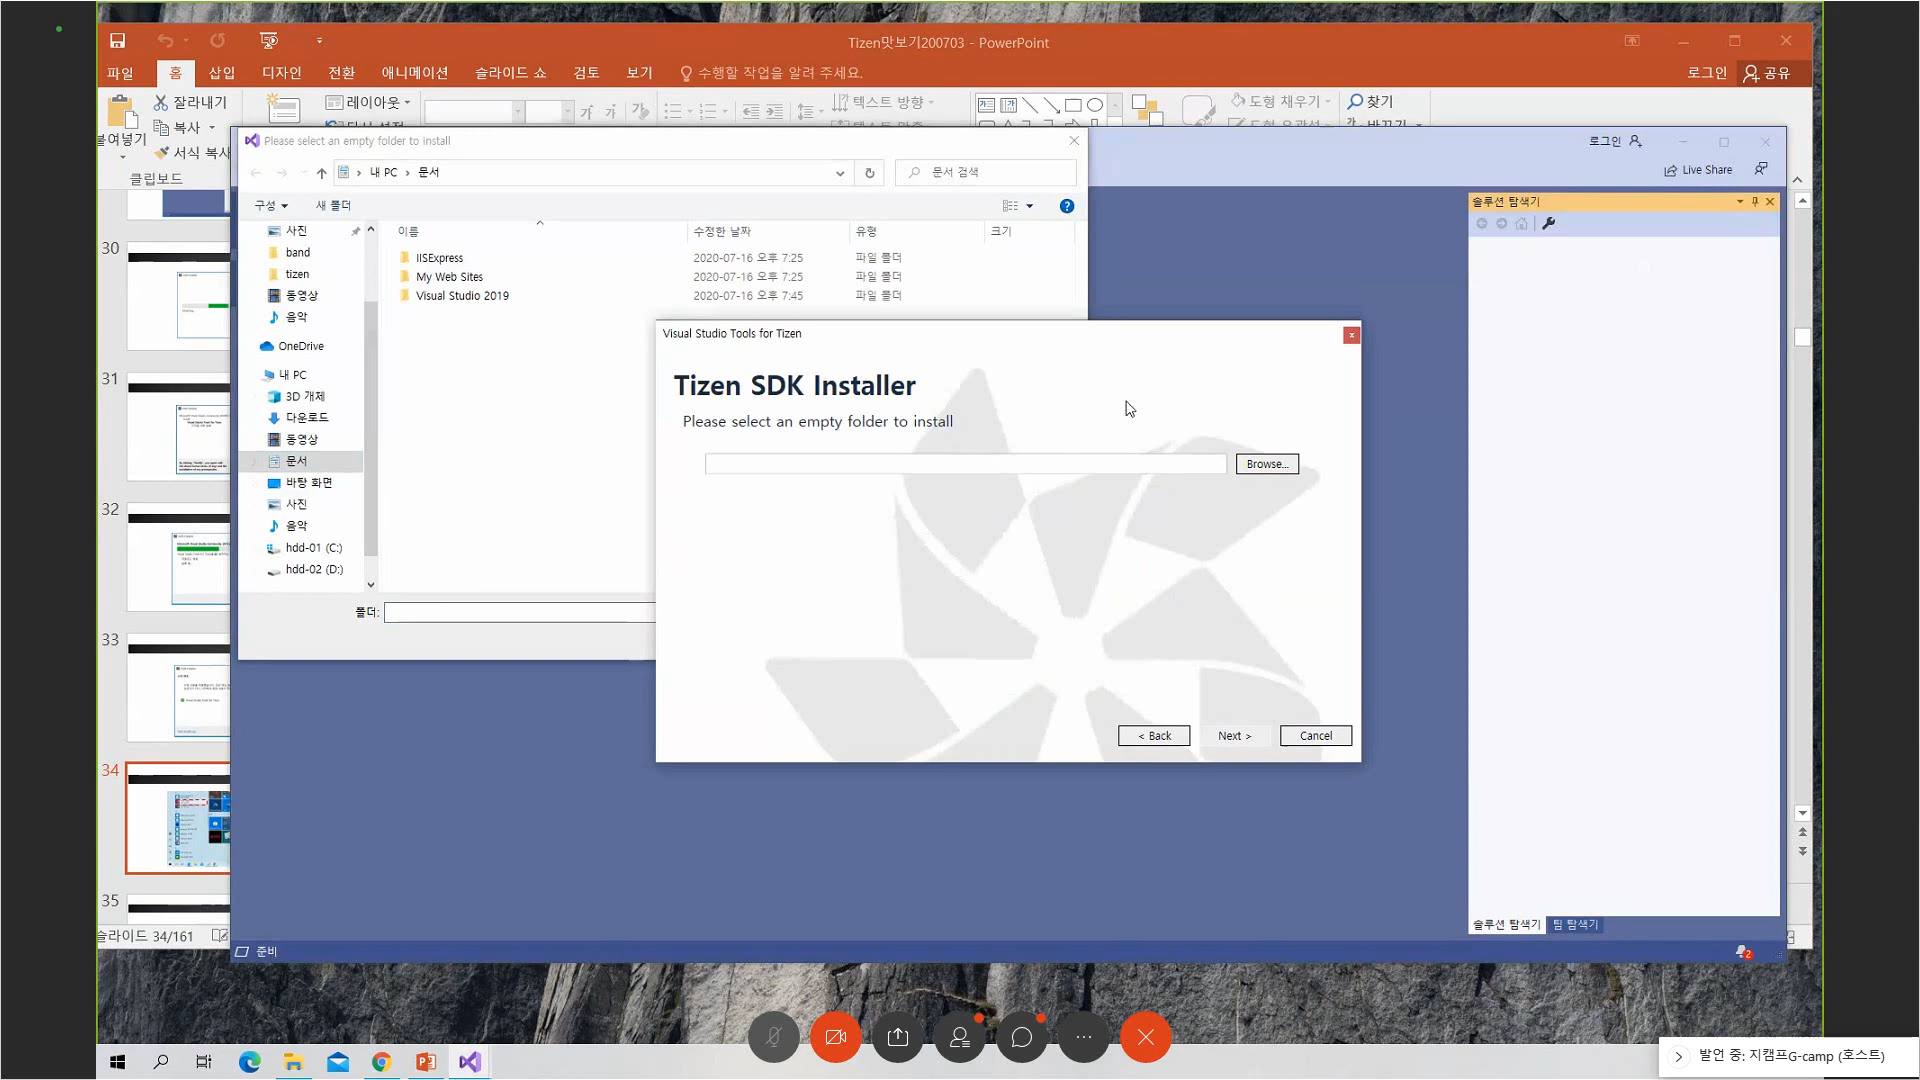 Tizen맛보기200703 - PowerPoint
파일 홈 삽입 디자인 전환 애니메이션 슬라이드 쇼 검토 보기 수행할 작업을 알려 주세요. 로그인 공유
잘라내기 레이아웃 텍스트 방향 도형 채우기 찾기
붙여넣기 복사
서식 복사
클립보드
Please select an empty folder to install
로그인
Live Share
내 PC 문서
문서 검색
구성 새 폴더
솔루션 탐색기
이름 수정한 날짜 유형 크기
IISExpress 2020-07-16 오후 7:25 파일 폴더
My Web Sites 2020-07-16 오후 7:25 파일 폴더
Visual Studio 2019 2020-07-16 오후 7:45 파일 폴더
사진
band
tizen
동영상
음악
OneDrive
내 PC
3D 개체
다운로드
동영상
문서
바탕 화면
사진
음악
hdd-01 (C:)
hdd-02 (D:)
폴더:
Visual Studio Tools for Tizen
Tizen SDK Installer
Please select an empty folder to install
Browse...
< Back
Next >
Cancel
30
31
32
33
34
35
슬라이드 34/161
솔루션 탐색기 팀 탐색기
준비
2
발언 중: 지캠프G-camp (호스트)